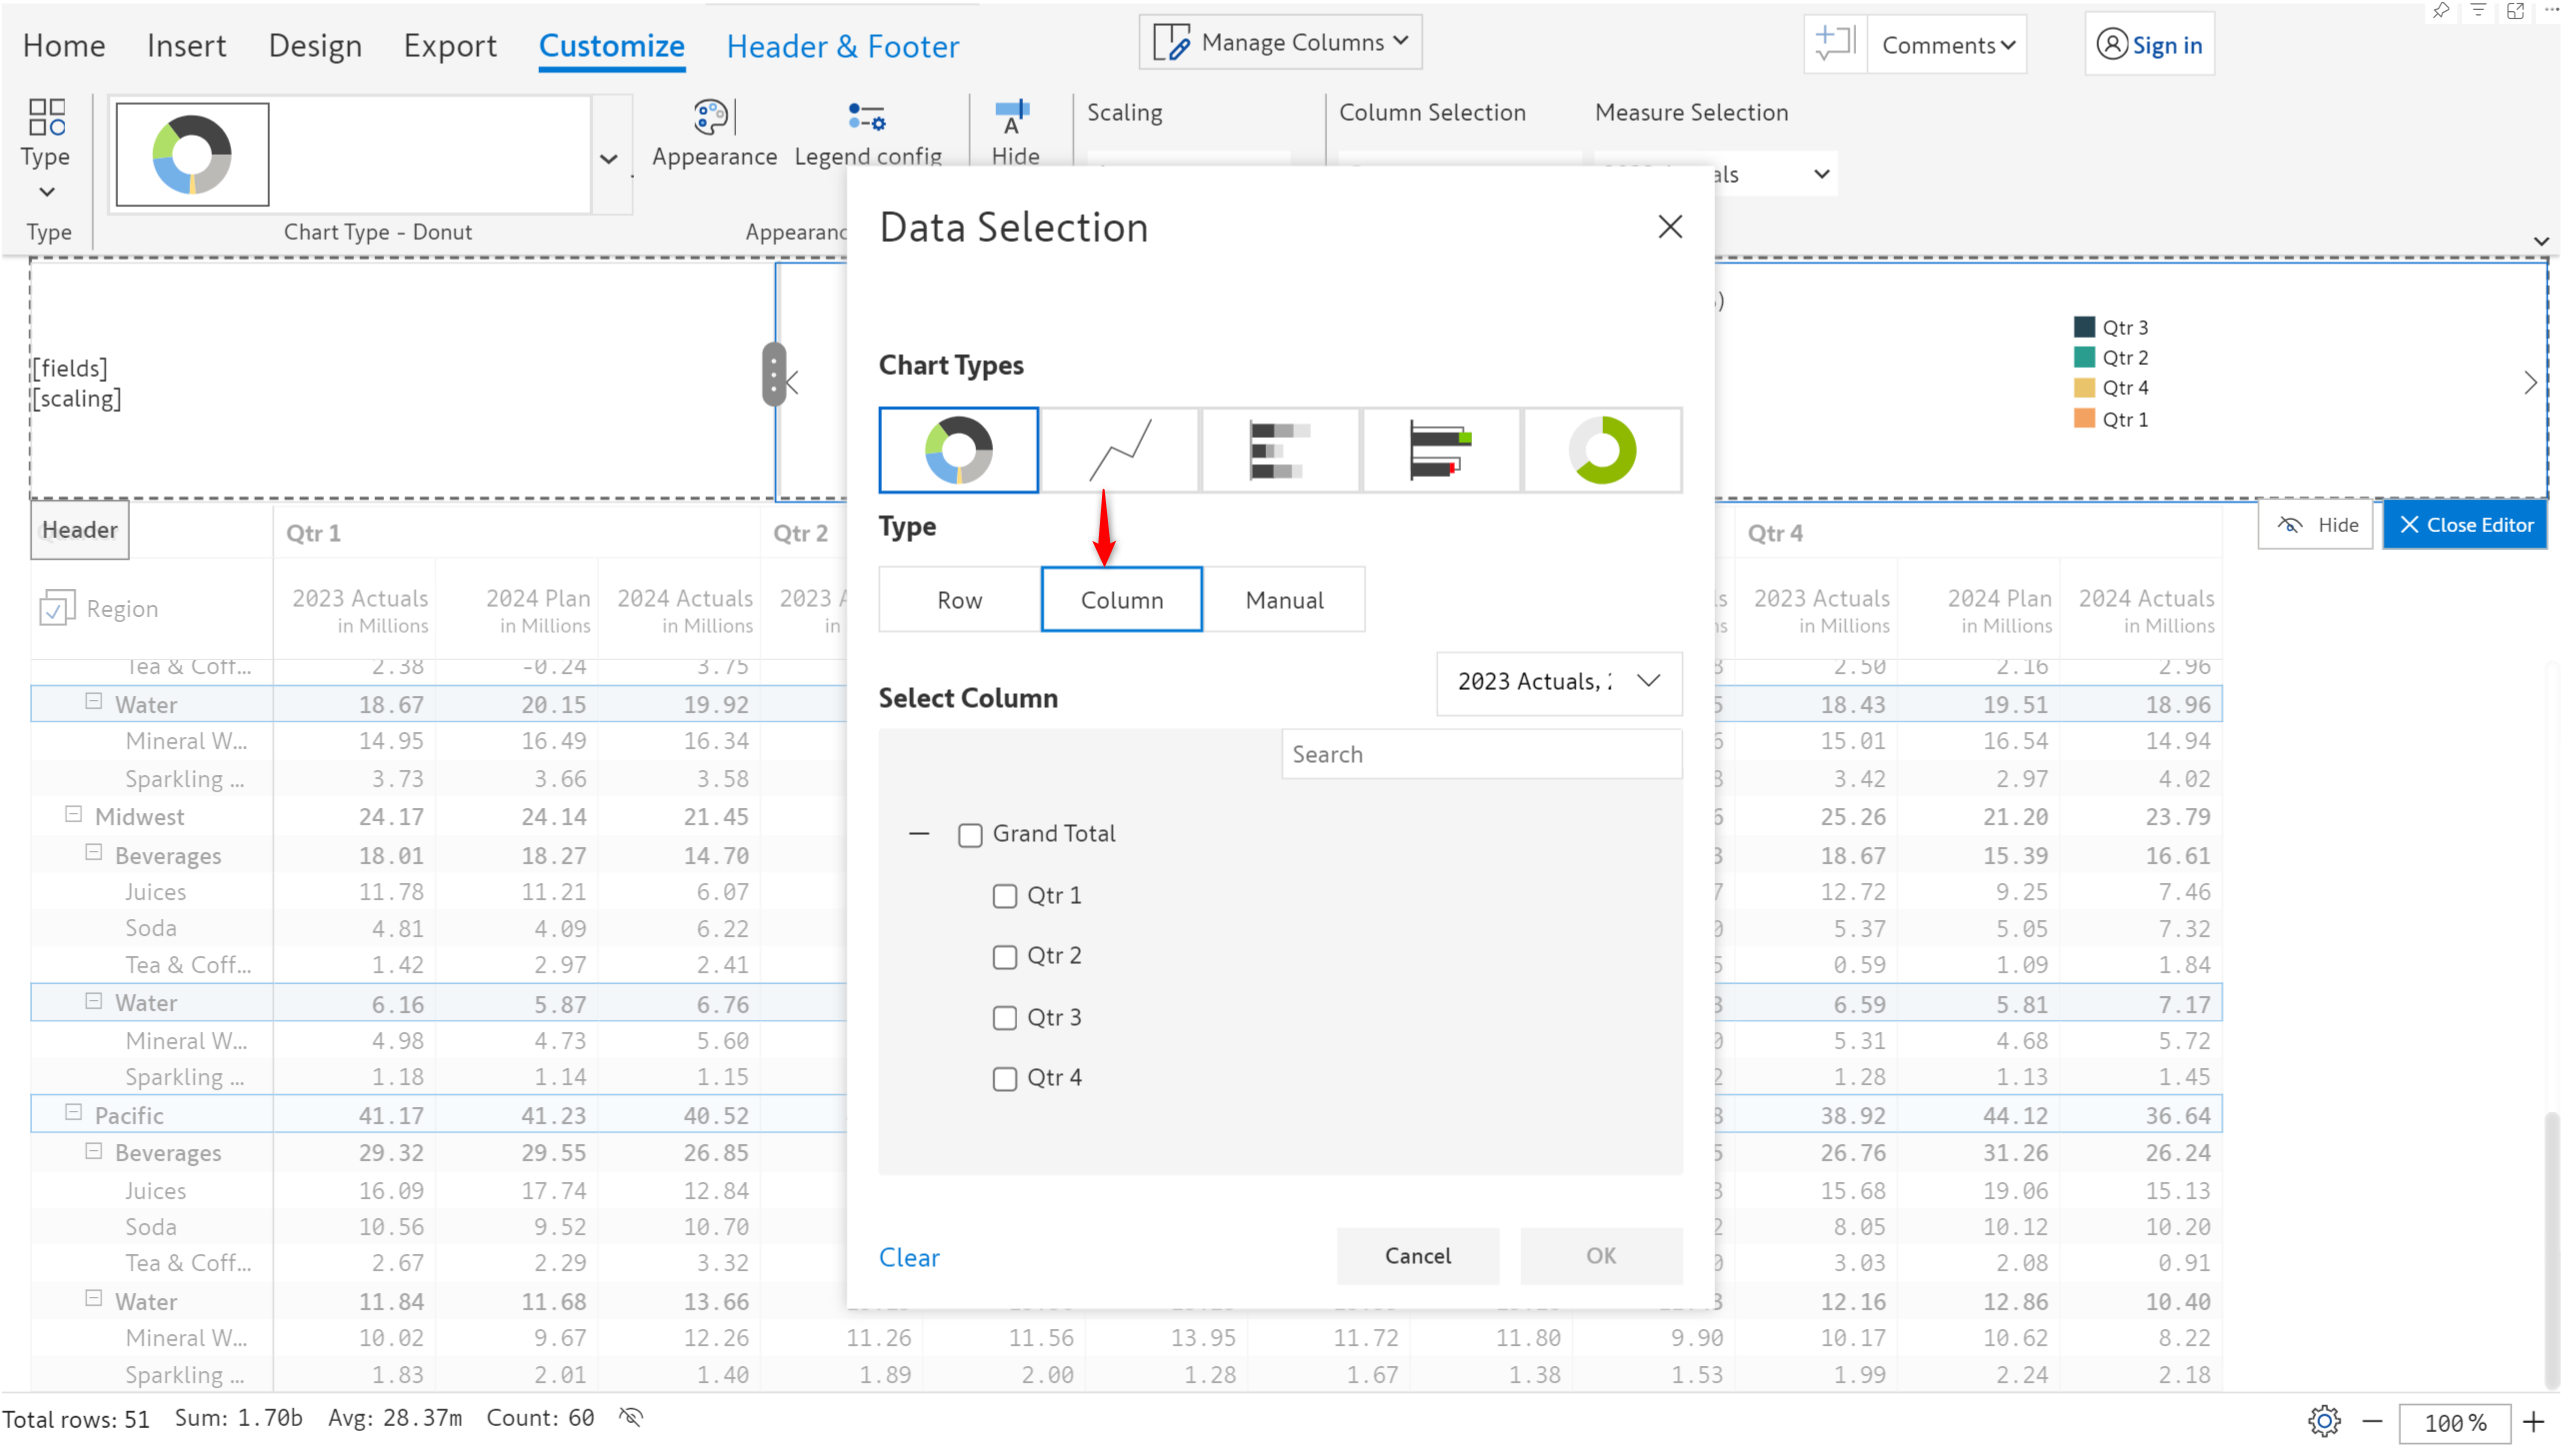 Home Insert Design Export Customize Header & Footer Manage Columns Comments Sign in
Type Appearance Legend config Hide Scaling Column Selection Measure Selection
als
Type Chart Type - Donut
Data Selection
[fields]
[scaling]
Qtr 3
Qtr 2
Qtr 4
Qtr 1
Chart Types
Type
Row Column Manual
Select Column
2023 Actuals,
Search
Grand Total
Qtr 1
Qtr 2
Qtr 3
Qtr 4
Clear Cancel OK
Header Qtr 1 Qtr 2 Qtr 4 Hide Close Editor
Region 2023 Actuals 2024 Plan 2024 Actuals 2023 2023 Actuals 2024 Plan 2024 Actuals
in Millions in Millions in Millions in in Millions in Millions in Millions
Tea & Coff... 2.38 -0.24 3.75 2.50 2.16 2.96
Water 18.67 20.15 19.92 18.43 19.51 18.96
Mineral W... 14.95 16.49 16.34 15.01 16.54 14.94
Sparkling ... 3.73 3.66 3.58 3.42 2.97 4.02
Midwest 24.17 24.14 21.45 25.26 21.20 23.79
Beverages 18.01 18.27 14.70 18.67 15.39 16.61
Juices 11.78 11.21 6.07 12.72 9.25 7.46
Soda 4.81 4.09 6.22 5.37 5.05 7.32
Tea & Coff... 1.42 2.97 2.41 0.59 1.09 1.84
Water 6.16 5.87 6.76 6.59 5.81 7.17
Mineral W... 4.98 4.73 5.60 5.31 4.68 5.72
Sparkling ... 1.18 1.14 1.15 1.28 1.13 1.45
Pacific 41.17 41.23 40.52 38.92 44.12 36.64
Beverages 29.32 29.55 26.85 26.76 31.26 26.24
Juices 16.09 17.74 12.84 15.68 19.06 15.13
Soda 10.56 9.52 10.70 8.05 10.12 10.20
Tea & Coff... 2.67 2.29 3.32 3.03 2.08 0.91
Water 11.84 11.68 13.66 12.16 12.86 10.40
Mineral W... 10.02 9.67 12.26 11.26 11.56 13.95 11.72 11.80 9.90 10.17 10.62 8.22
Sparkling ... 1.83 2.01 1.40 1.89 2.00 1.28 1.67 1.38 1.53 1.99 2.24 2.18
Total rows: 51 Sum: 1.70b Avg: 28.37m Count: 60 100 %